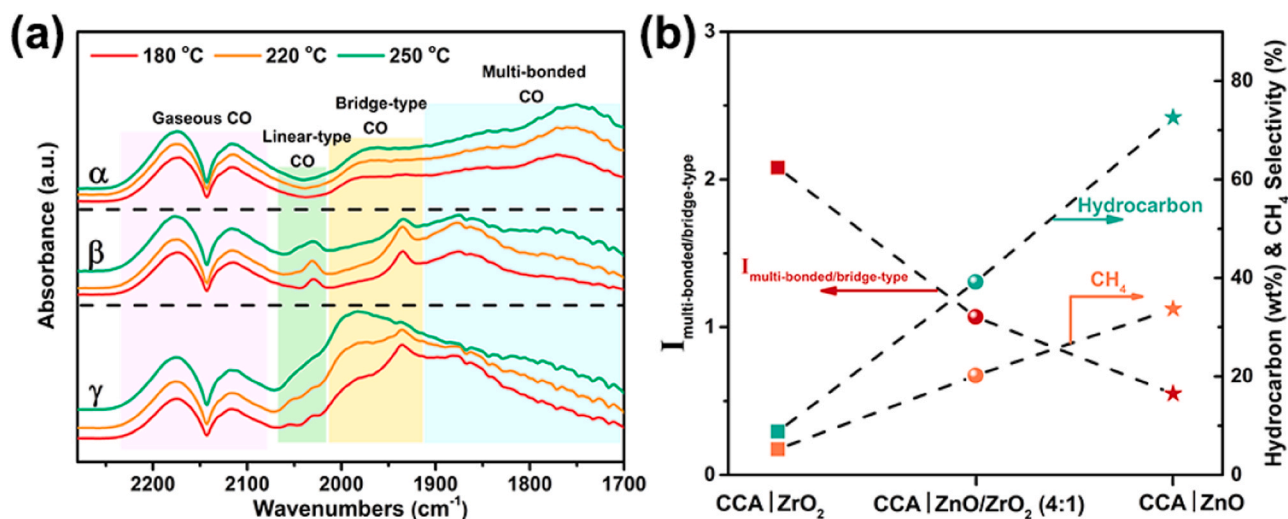 (a)
180 °C 220 °C 250 °C
Gaseous CO
Linear-type
CO
Bridge-type
CO
Multi-bonded
CO
α
β
γ
Absorbance (a.u.)
2200 2100 2000 1900 1800 1700
Wavenumbers (cm⁻¹)
(b)
3
2
1
0
I multi-bonded/bridge-type
I multi-bonded/bridge-type
Hydrocarbon
CH₄
80
60
40
20
0
Hydrocarbon (wt%) & CH₄ Selectivity (%)
CCA|ZrO₂ CCA|ZnO/ZrO₂ (4:1) CCA|ZnO